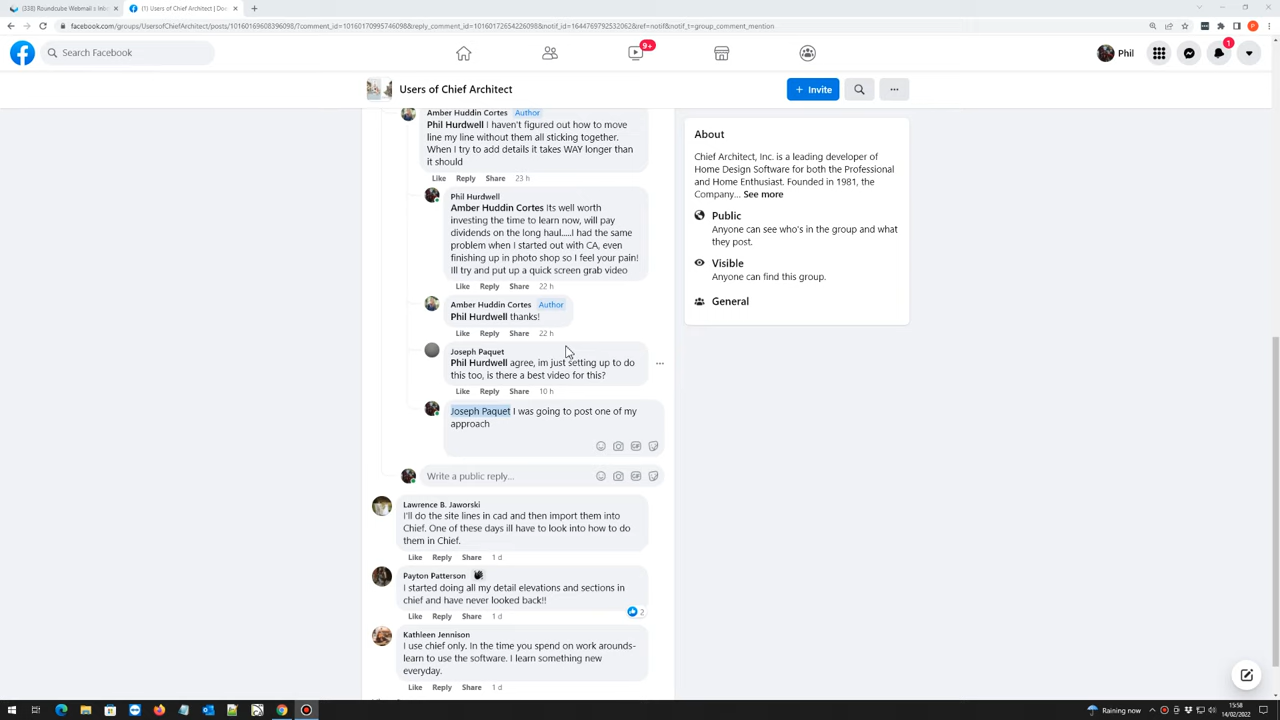 (338) Roundcube Webmail :: Inb
(1) Users of Chief Architect | Do
facebook.com/groups/UsersofChiefArchitect/posts/10160169608396098/?comment_id=10160170995746098&reply_comment_id=10160172654226098&notif_id=1644769792532062&ref=notif&notif_t=group_comment_mention
Search Facebook
9+
Phil
1
Users of Chief Architect
+ Invite
Amber Huddin Cortes Author
Phil Hurdwell I haven't figured out how to move
line my line without them all sticking together.
When I try to add details it takes WAY longer than
it should
Like Reply Share 23 h
Phil Hurdwell
Amber Huddin Cortes Its well worth
investing the time to learn now, will pay
dividends on the long haul.....I had the same
problem when I started out with CA, even
finishing up in photo shop so I feel your pain!
Ill try and put up a quick screen grab video
Like Reply Share 22 h
Amber Huddin Cortes Author
Phil Hurdwell thanks!
Like Reply Share 22 h
Joseph Paquet
Phil Hurdwell agree, im just setting up to do
this too, is there a best video for this?
Like Reply Share 10 h
Joseph Paquet I was going to post one of my
approach
GIF
Write a public reply...
GIF
Lawrence B. Jaworski
I'll do the site lines in cad and then import them into
Chief. One of these days ill have to look into how to do
them in Chief.
Like Reply Share 1 d
Payton Patterson
I started doing all my detail elevations and sections in
chief and have never looked back!!
2
Like Reply Share 1 d
Kathleen Jennison
I use chief only. In the time you spend on work arounds-
learn to use the software. I learn something new
everyday.
Like Reply Share 1 d
About
Chief Architect, Inc. is a leading developer of
Home Design Software for both the Professional
and Home Enthusiast. Founded in 1981, the
Company... See more
Public
Anyone can see who's in the group and what
they post.
Visible
Anyone can find this group.
General
Raining now
15:58
14/02/2022